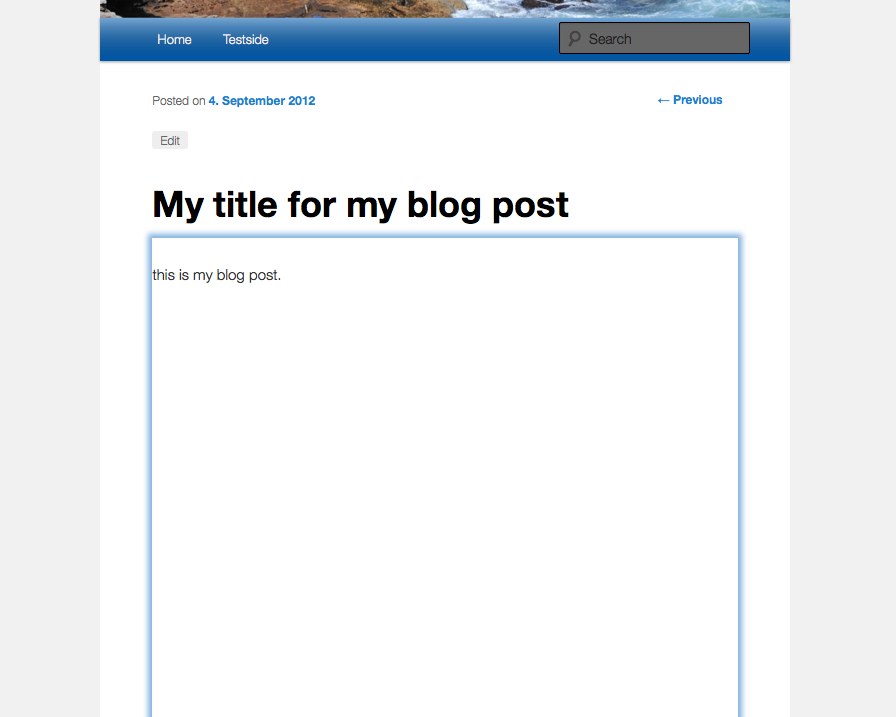 Home Testside Search
Posted on 4. September 2012 ← Previous
Edit
My title for my blog post
this is my blog post.